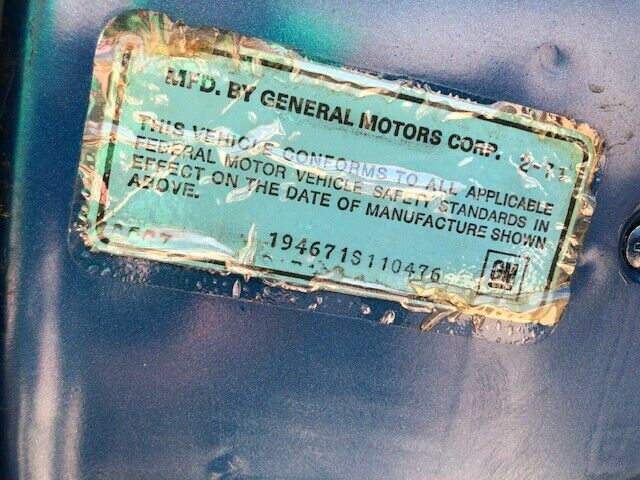 MFD. BY GENERAL MOTORS CORP. 2-71
THIS VEHICLE CONFORMS TO ALL APPLICABLE
FEDERAL MOTOR VEHICLE SAFETY STANDARDS IN
EFFECT ON THE DATE OF MANUFACTURE SHOWN
ABOVE.
194671S110476 GM